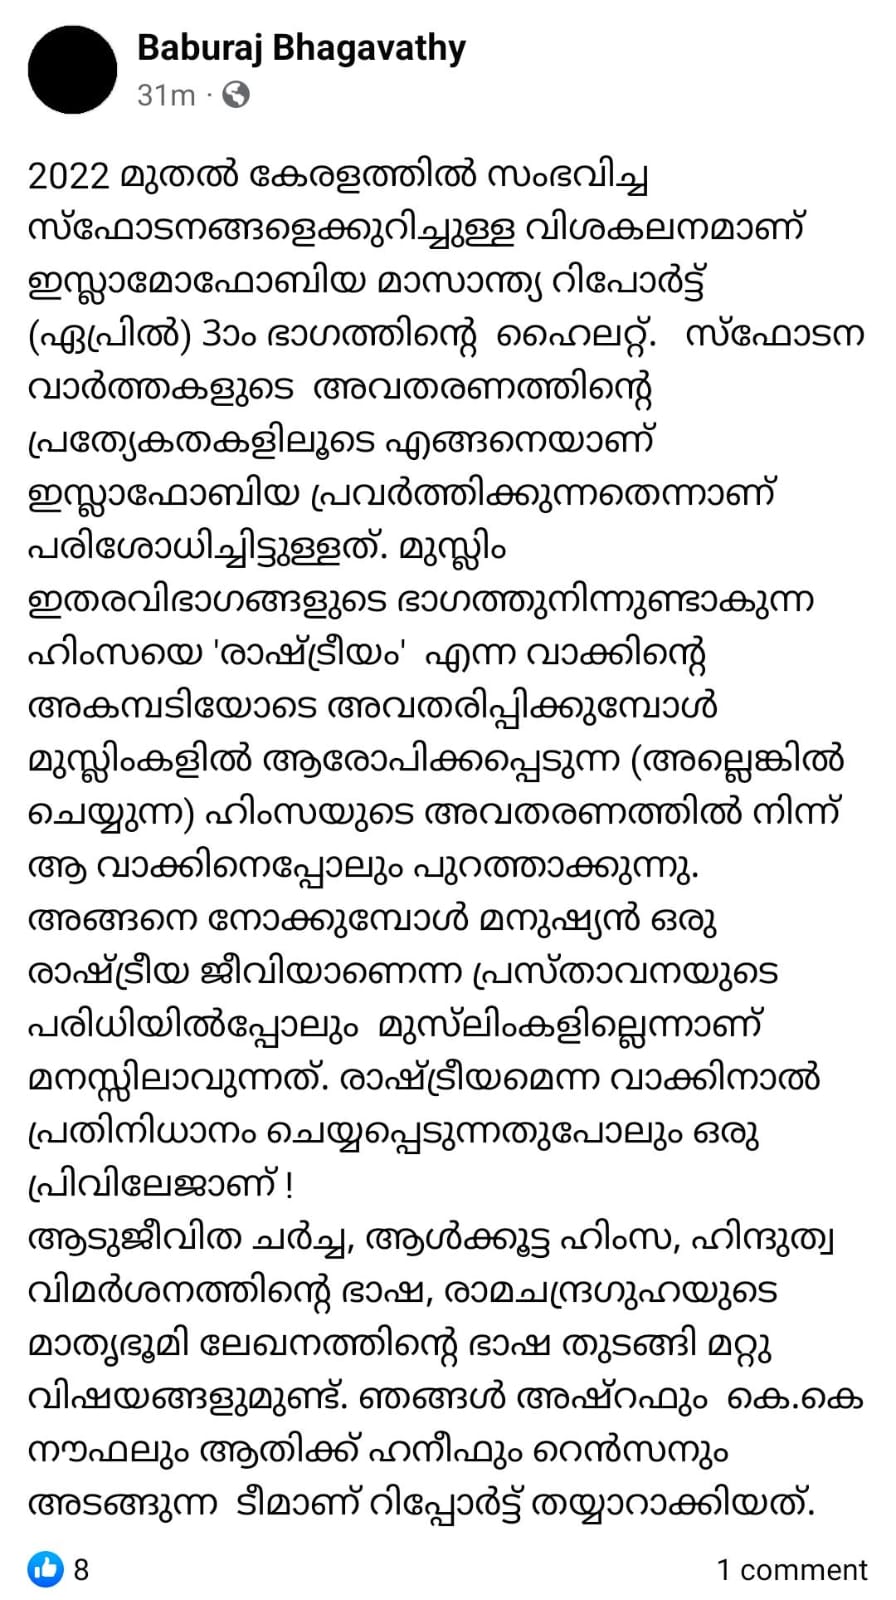 Baburaj Bhagavathy
31m ·
2022 മുതൽ കേരളത്തിൽ സംഭവിച്ച
സ്ഫോടനങ്ങളെക്കുറിച്ചുള്ള വിശകലനമാണ്
ഇസ്ലാമോഫോബിയ മാസാന്ത്യ റിപോർട്ട്
(ഏപ്രിൽ) 3ാം ഭാഗത്തിന്റെ ഹൈലറ്റ്. സ്ഫോടന
വാർത്തകളുടെ അവതരണത്തിന്റെ
പ്രത്യേകതകളിലൂടെ എങ്ങനെയാണ്
ഇസ്ലാഫോബിയ പ്രവർത്തിക്കുന്നതെന്നാണ്
പരിശോധിച്ചിട്ടുള്ളത്. മുസ്ലിം
ഇതരവിഭാഗങ്ങളുടെ ഭാഗത്തുനിന്നുണ്ടാകുന്ന
ഹിംസയെ 'രാഷ്ട്രീയം' എന്ന വാക്കിന്റെ
അകമ്പടിയോടെ അവതരിപ്പിക്കുമ്പോൾ
മുസ്ലിംകളിൽ ആരോപിക്കപ്പെടുന്ന (അല്ലെങ്കിൽ
ചെയ്യുന്ന) ഹിംസയുടെ അവതരണത്തിൽ നിന്ന്
ആ വാക്കിനെപ്പോലും പുറത്താക്കുന്നു.
അങ്ങനെ നോക്കുമ്പോൾ മനുഷ്യൻ ഒരു
രാഷ്ട്രീയ ജീവിയാണെന്ന പ്രസ്താവനയുടെ
പരിധിയിൽപ്പോലും മുസ്‌ലിംകളില്ലെന്നാണ്
മനസ്സിലാവുന്നത്. രാഷ്ട്രീയമെന്ന വാക്കിനാൽ
പ്രതിനിധാനം ചെയ്യപ്പെടുന്നതുപോലും ഒരു
പ്രിവിലേജാണ് !
ആടുജീവിത ചർച്ച, ആൾക്കൂട്ട ഹിംസ, ഹിന്ദുത്വ
വിമർശനത്തിന്റെ ഭാഷ, രാമചന്ദ്രഗുഹയുടെ
മാതൃഭൂമി ലേഖനത്തിന്റെ ഭാഷ തുടങ്ങി മറ്റു
വിഷയങ്ങളുമുണ്ട്. ഞങ്ങൾ അഷ്റഫും കെ.കെ
നൗഫലും ആതിക്ക് ഹനീഫും റെൻസനും
അടങ്ങുന്ന ടീമാണ് റിപ്പോർട്ട് തയ്യാറാക്കിയത്.
8 1 comment